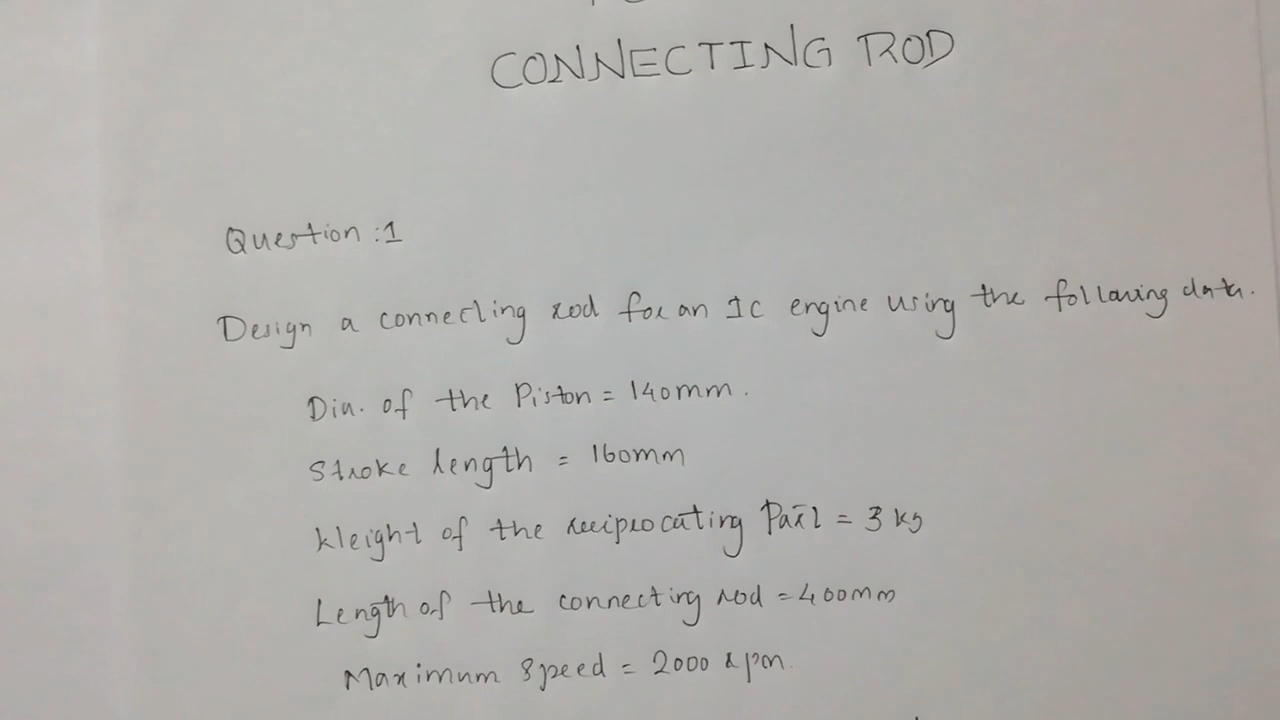 CONNECTING ROD
Question :1
Design a connecting rod for an IC engine using the following data.
Dia. of the Piston = 140mm.
Stroke length = 160mm
Weight of the reciprocating Part = 3 kg
Length of the connecting rod = 400mm
Maximum Speed = 2000 rpm.